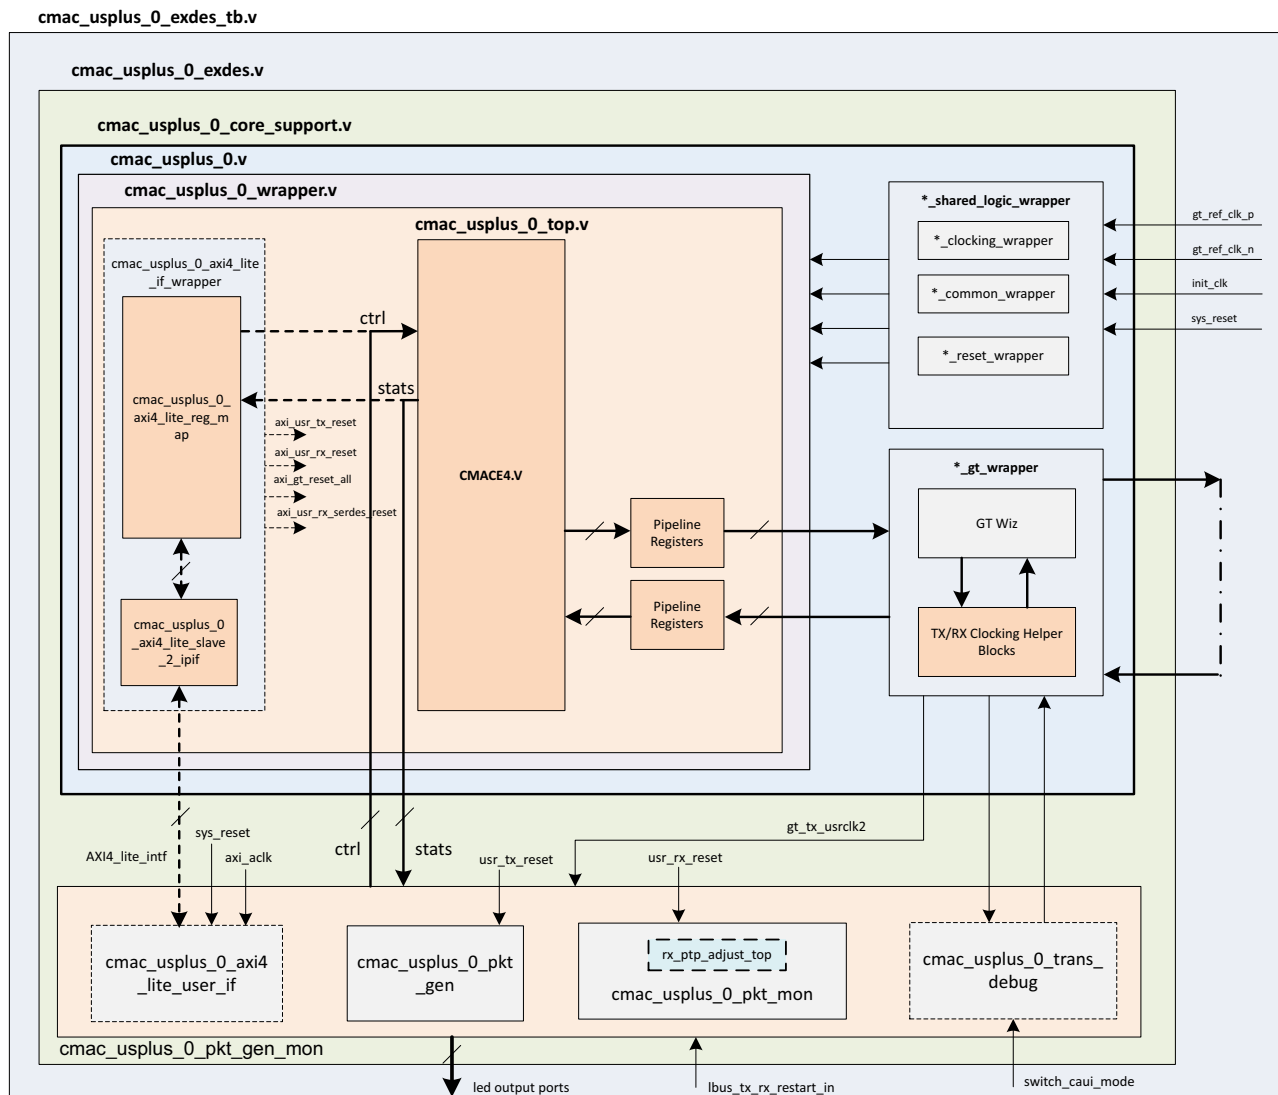 cmac_usplus_0_exdes_tb.v
cmac_usplus_0_exdes.v
cmac_usplus_0_core_support.v
cmac_usplus_0.v
cmac_usplus_0_wrapper.v
cmac_usplus_0_top.v
cmac_usplus_0_axi4_lite
_if_wrapper
cmac_usplus_0_
axi4_lite_reg_m
ap
ctrl
stats
axi_usr_tx_reset
axi_usr_rx_reset
axi_gt_reset_all
axi_usr_rx_serdes_reset
cmac_usplus_0
_axi4_lite_slave
_2_ipif
CMACE4.V
Pipeline
Registers
Pipeline
Registers
*_shared_logic_wrapper
*_clocking_wrapper
*_common_wrapper
*_reset_wrapper
gt_ref_clk_p
gt_ref_clk_n
init_clk
sys_reset
*_gt_wrapper
GT Wiz
TX/RX Clocking Helper
Blocks
AXI4_lite_intf
sys_reset
axi_aclk
ctrl
stats
usr_tx_reset
usr_rx_reset
gt_tx_usrclk2
cmac_usplus_0_axi4
_lite_user_if
cmac_usplus_0_pkt
_gen
rx_ptp_adjust_top
cmac_usplus_0_pkt_mon
cmac_usplus_0_trans_
debug
cmac_usplus_0_pkt_gen_mon
led output ports
lbus_tx_rx_restart_in
switch_caui_mode